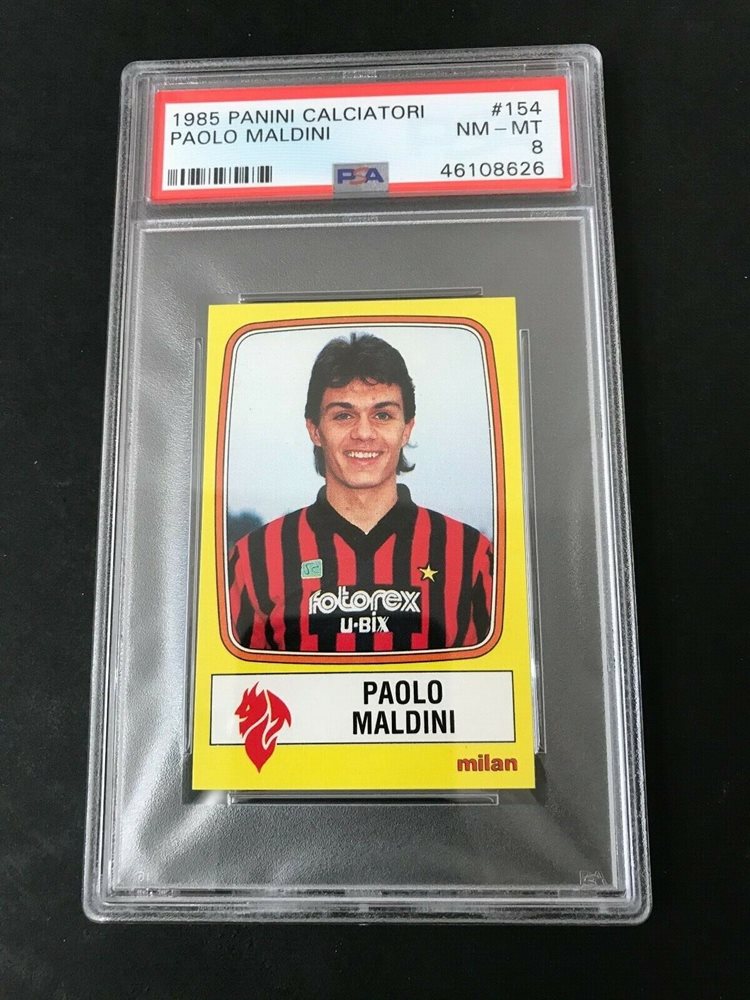 1985 PANINI CALCIATORI #154
PAOLO MALDINI NM - MT
8
PSA 46108626
fotorex
U·BiX
PAOLO
MALDINI
milan